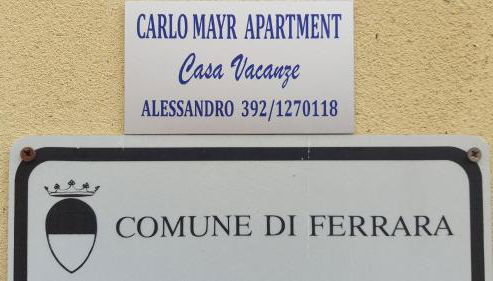 CARLO MAYR APARTMENT
Casa Vacanze
ALESSANDRO 392/1270118
COMUNE DI FERRARA